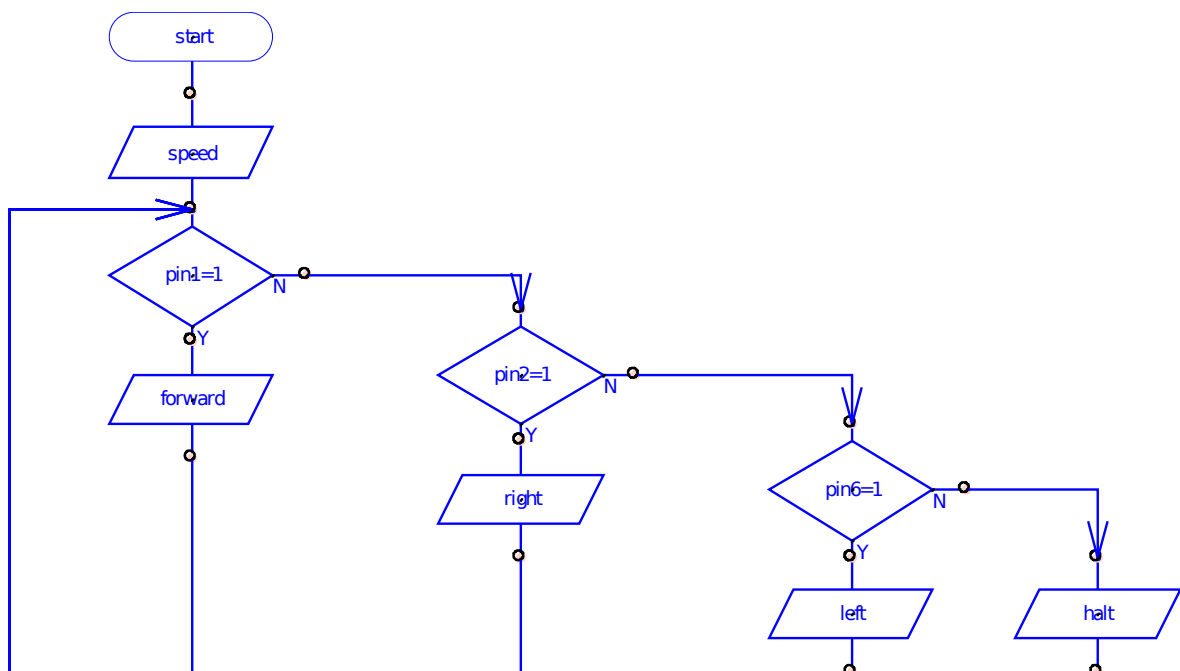 start
speed
pin1=1
N
Y
forward
pin2=1
N
Y
right
pin6=1
N
Y
left
halt